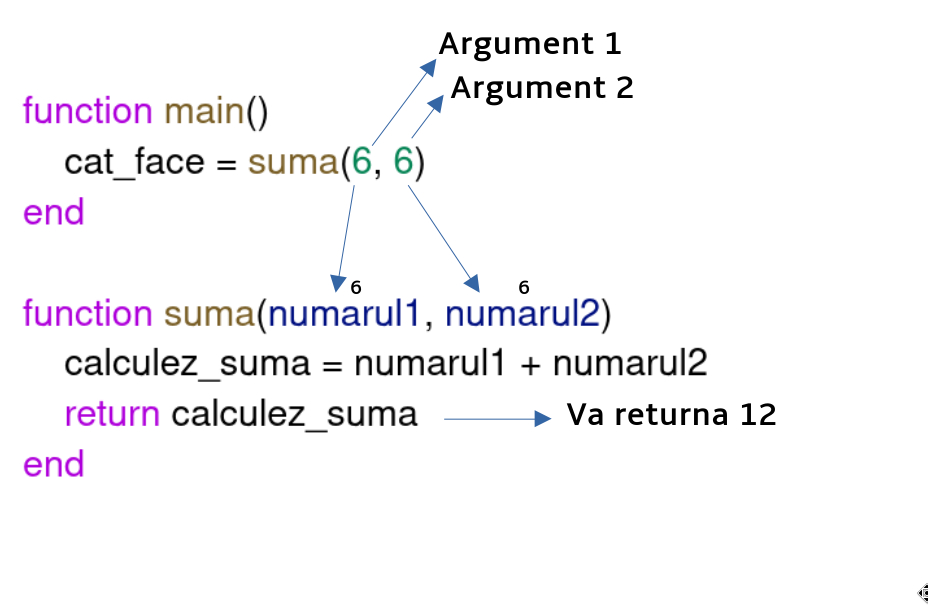 Argument 1
Argument 2
function main()
cat_face = suma(6, 6)
end
6 6
function suma(numarul1, numarul2)
calculez_suma = numarul1 + numarul2
return calculez_suma Va returna 12
end